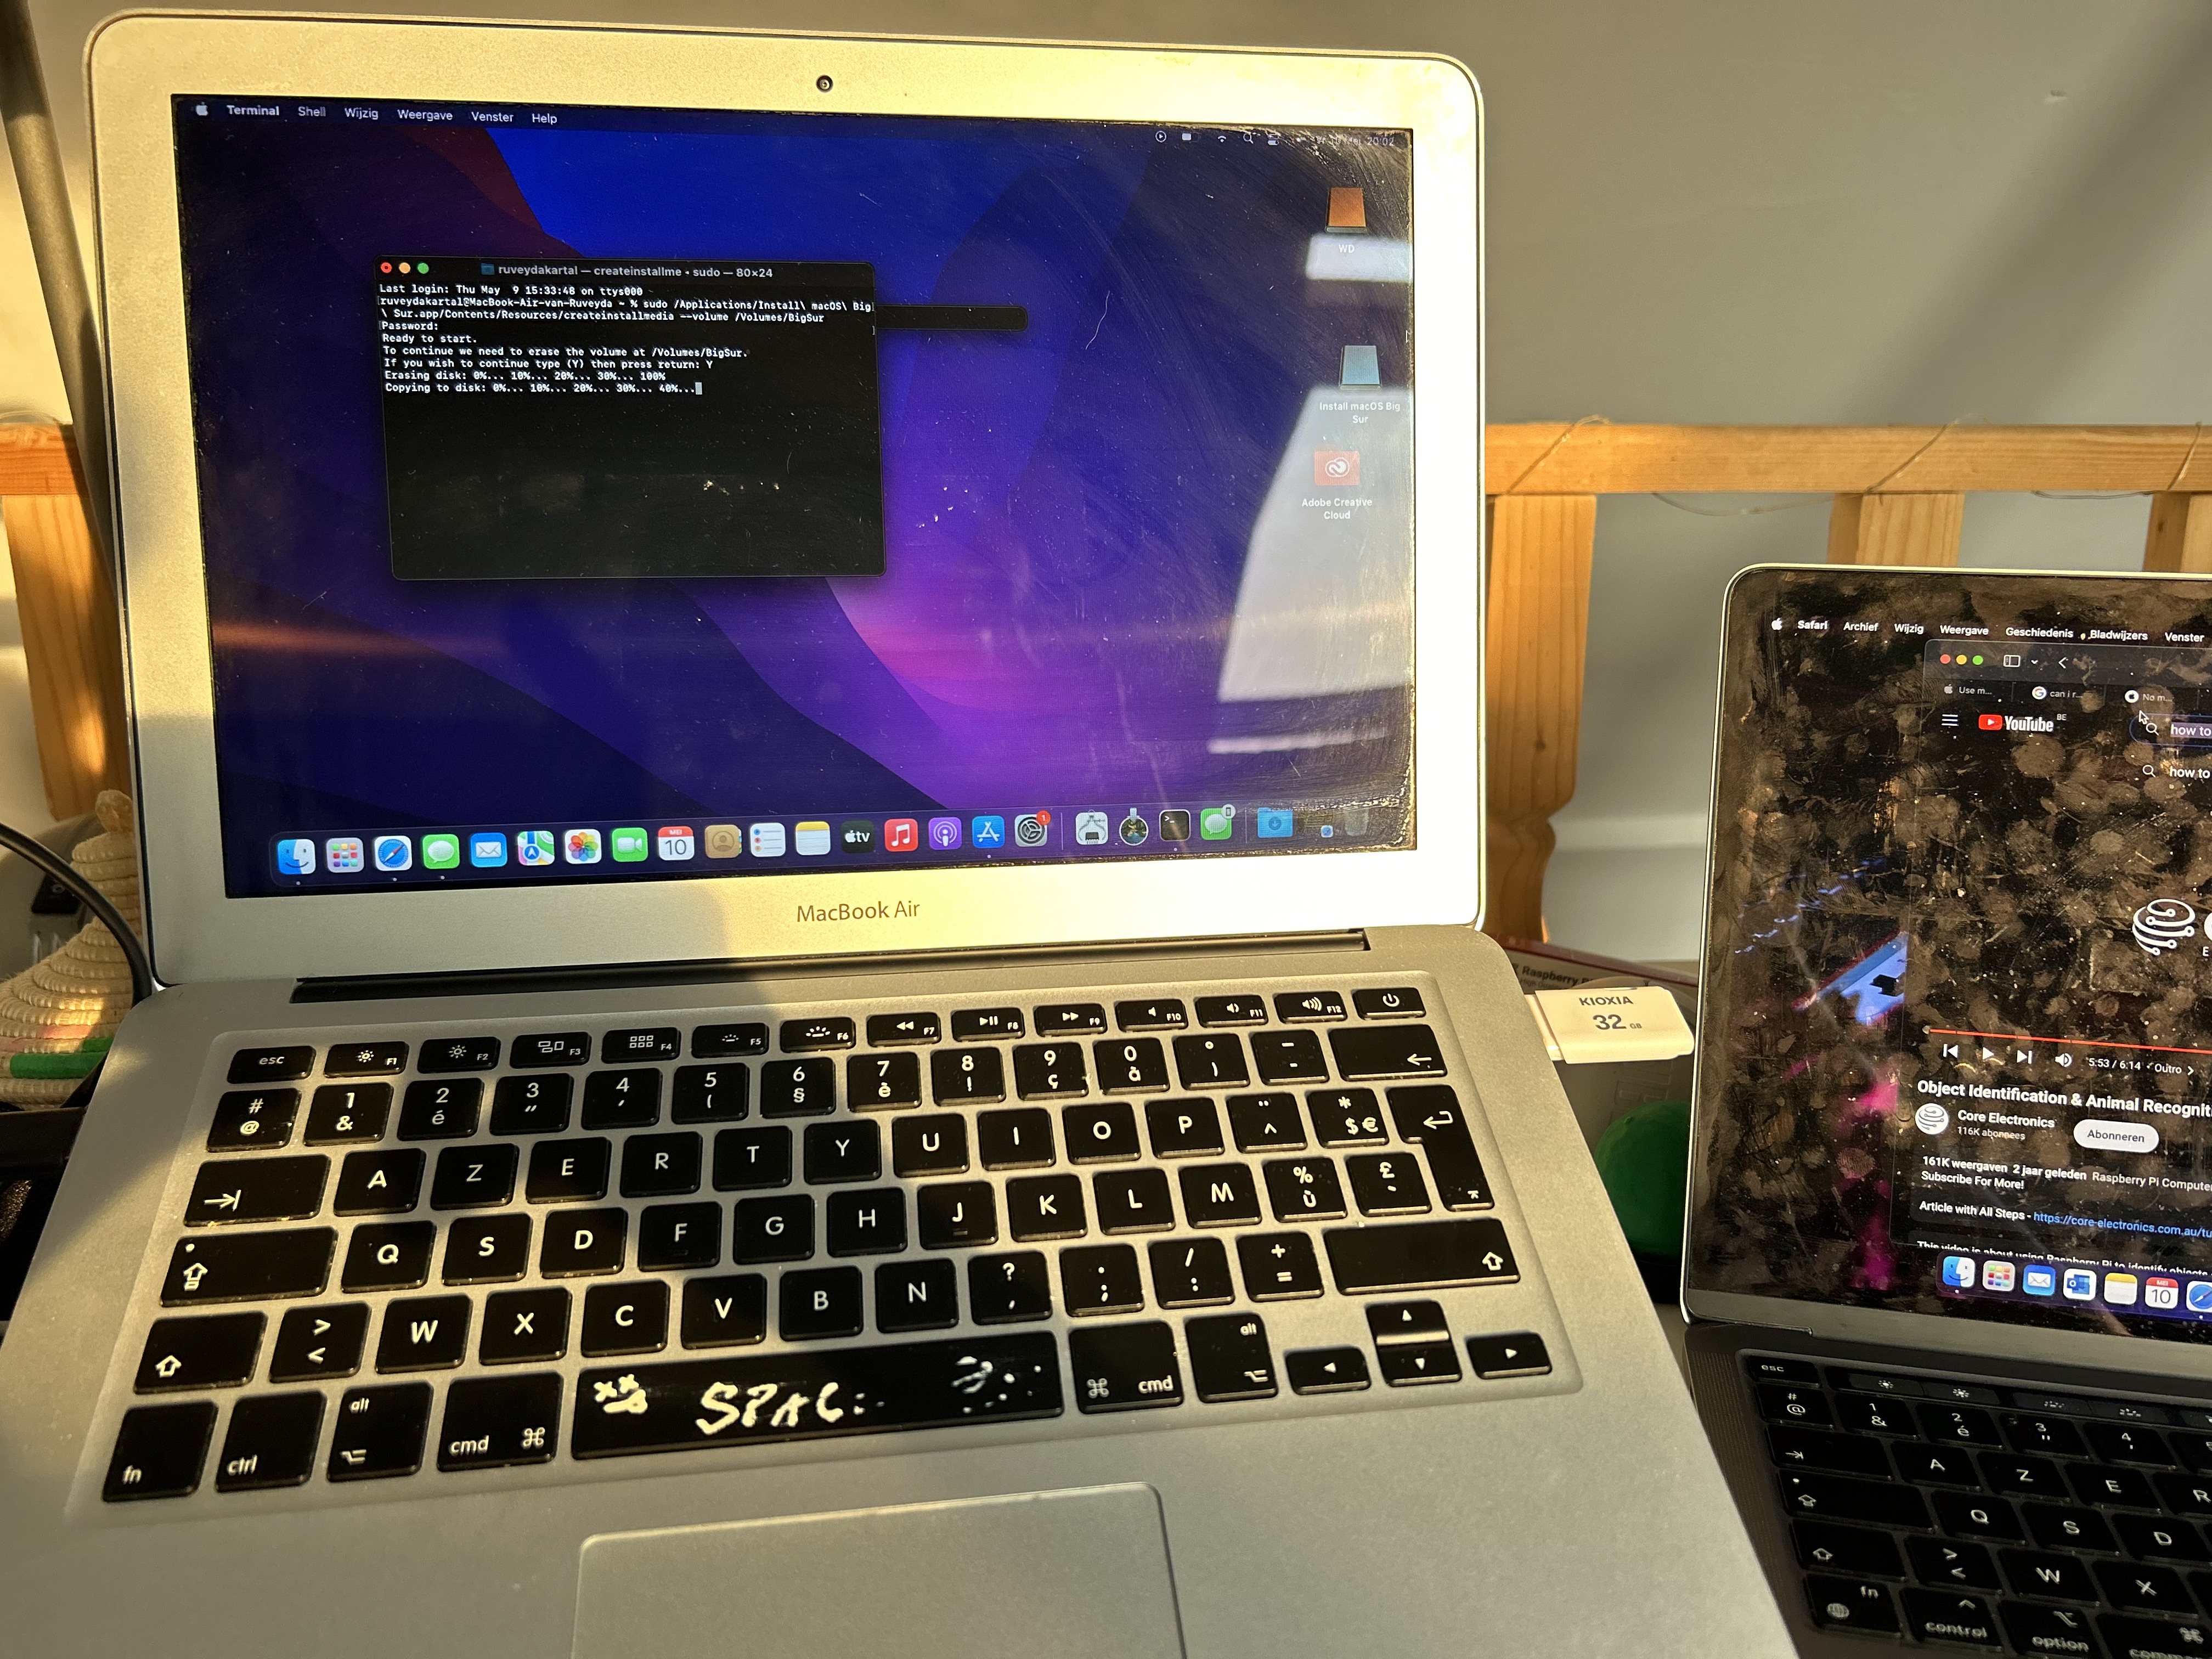 Terminal Shell Wijzig Weergave Venster Help
20:02
WD
ruveydakartal — createinstallme • sudo — 80×24
Last login: Thu May  9 15:33:48 on ttys000
ruveydakartal@MacBook-Air-van-Ruveyda ~ % sudo /Applications/Install\ macOS\ Big
\ Sur.app/Contents/Resources/createinstallmedia --volume /Volumes/BigSur
Password:
Ready to start.
To continue we need to erase the volume at /Volumes/BigSur.
If you wish to continue type (Y) then press return: Y
Erasing disk: 0%... 10%... 20%... 30%... 100%
Copying to disk: 0%... 10%... 20%... 30%... 40%...
Install macOS Big
Sur
Adobe Creative
Cloud
MEI
10
tv
1
MacBook Air
esc F1 F2 F3 F4 F5 F6 F7 F8 F9 F10 F11 F12
# @ 1 & 2 é 3 " 4 ' 5 ( 6 § 7 è 8 ! 9 ç 0 à ° ) - -
A Z E R T Y U I O P ¨ ^ * $ €
Q S D F G H J K L M % ù £ `
> < W X C V B N ? , . ; / : + =
fn ctrl alt cmd cmd alt
KIOXIA
32 GB
Raspberry
Safari Archief Wijzig Weergave Geschiedenis Bladwijzers Venster
Use m... can i r... No m...
YouTube BE
how to
how to
5:53 / 6:14 • Outro
Object Identification & Animal Recognit
Core Electronics
116K abonnees
Abonneren
161K weergaven 2 jaar geleden Raspberry Pi Computer
Subscribe For More!
Article with All Steps - https://core-electronics.com.au/tu
This video is about using Raspberry Pi to identify objects
MEI
10
esc
# @ 1 & 2 é 3 " 4 '
A Z E R
Q S D
> < W X
fn control option